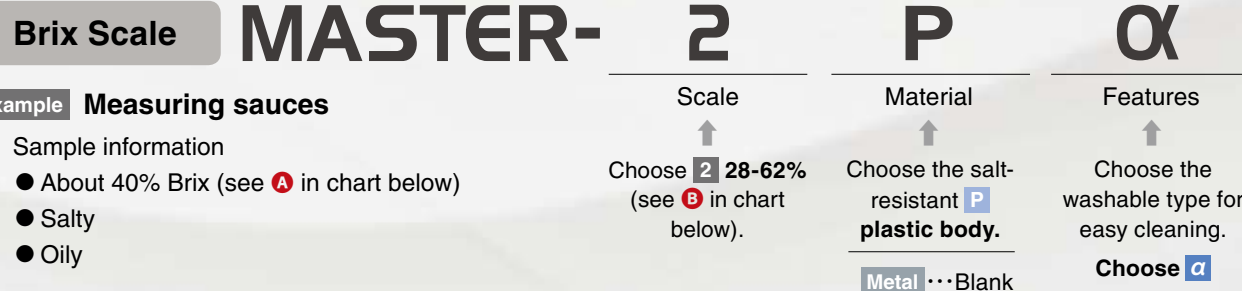 Brix Scale MASTER- 2 P α
xample Measuring sauces
Sample information
● About 40% Brix (see A in chart below)
● Salty
● Oily
Scale
Choose 2 28-62%
(see B in chart
below).
Material
Choose the salt-
resistant P
plastic body.
Metal ⋯Blank
Features
Choose the
washable type for
easy cleaning.
Choose α